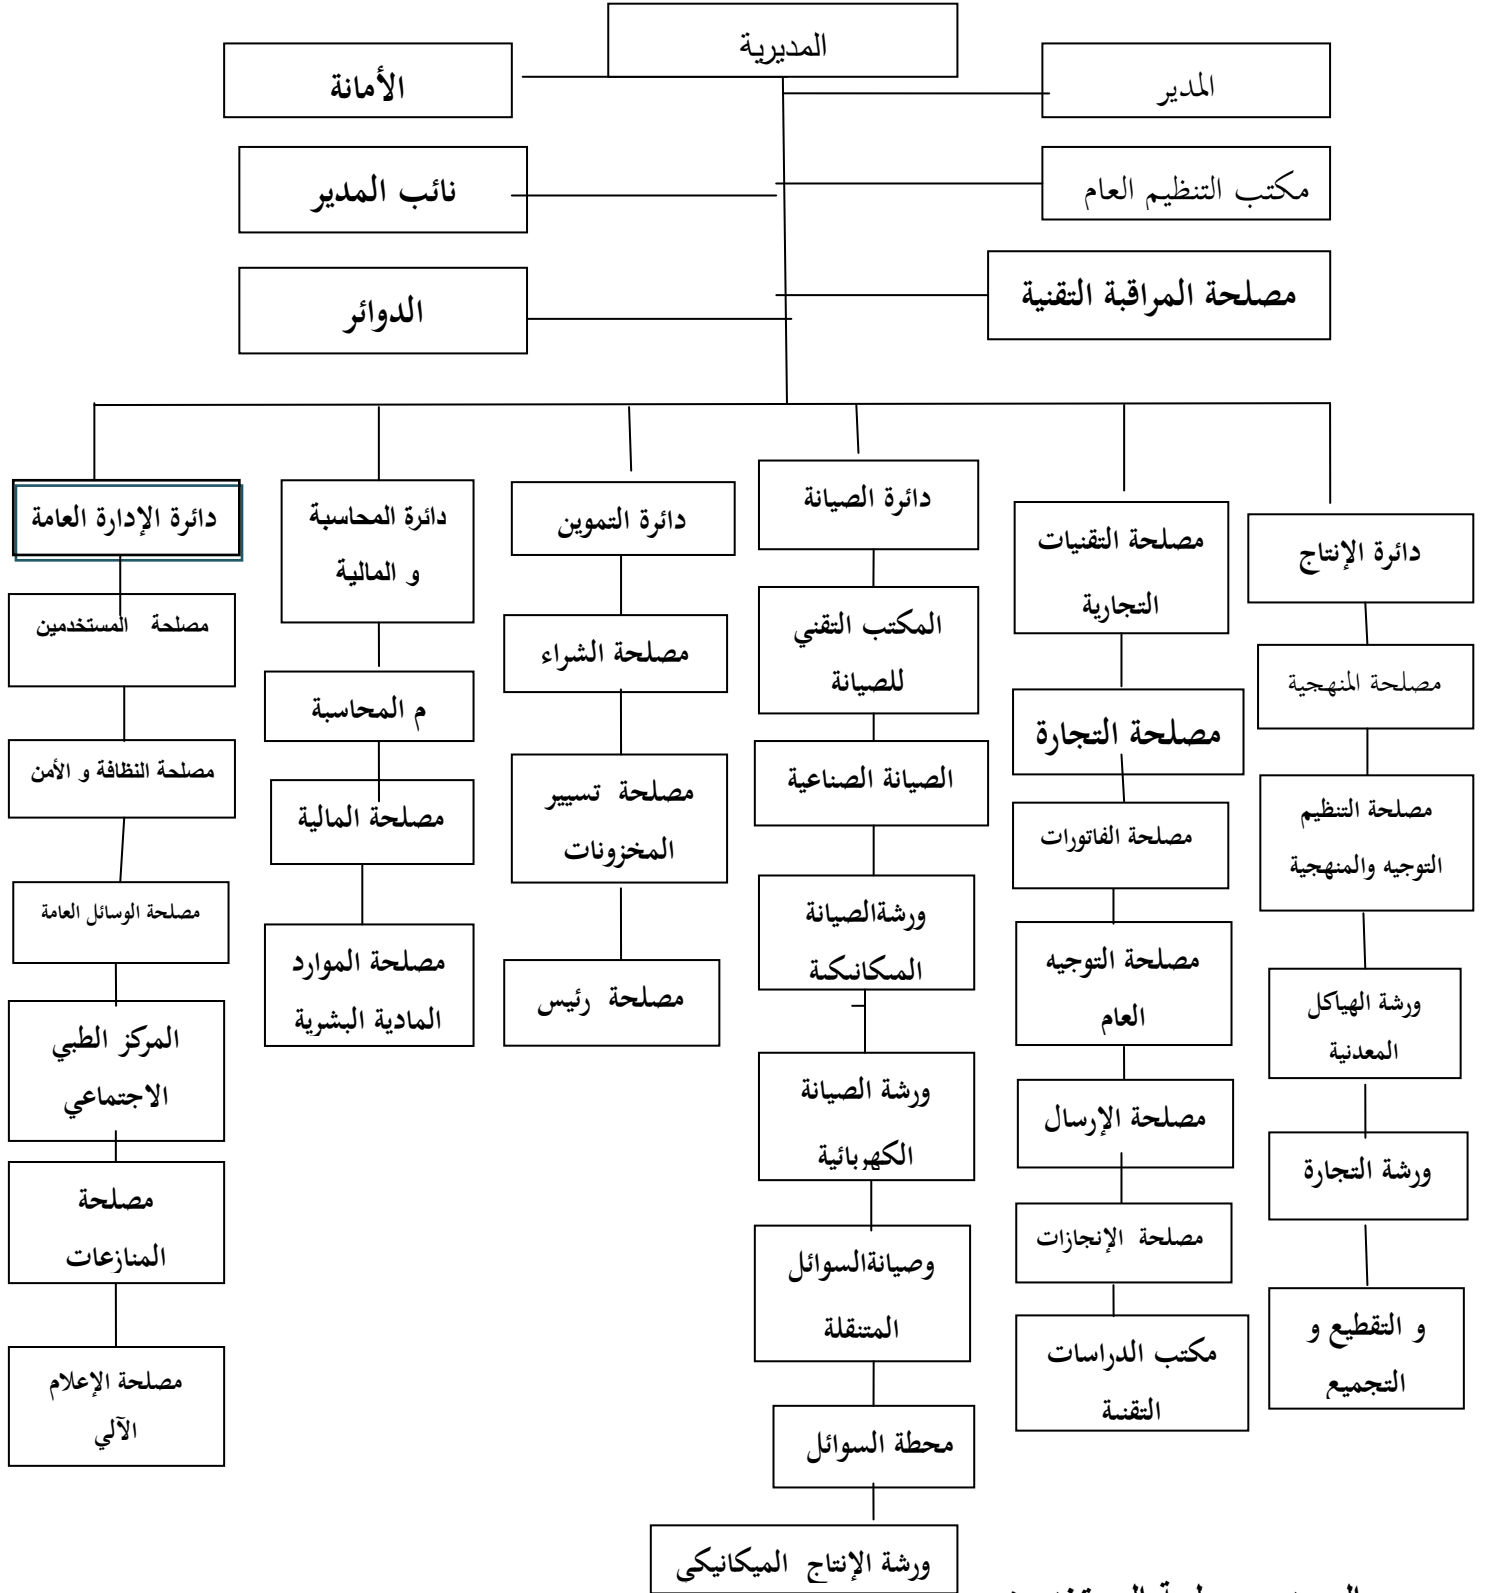 المديرية
المدير
الأمانة
مكتب التنظيم العام
نائب المدير
مصلحة المراقبة التقنية
الدوائر
دائرة الإنتاج
مصلحة المنهجية
مصلحة التنظيم
التوجيه والمنهجية
ورشة الهياكل
المعدنية
ورشة التجارة
و التقطيع و
التجميع
مصلحة التقنيات
التجارية
مصلحة التجارة
مصلحة الفاتورات
مصلحة التوجيه
العام
مصلحة الإرسال
مصلحة الإنجازات
مكتب الدراسات
التقنية
دائرة الصيانة
المكتب التقني
للصيانة
الصيانة الصناعية
ورشةالصيانة
الميكانيكية
ورشة الصيانة
الكهربائية
وصيانةالسوائل
المتنقلة
محطة السوائل
ورشة الإنتاج الميكانيكي
دائرة التموين
مصلحة الشراء
مصلحة تسيير
المخزونات
مصلحة رئيس
دائرة المحاسبة
و المالية
م المحاسبة
مصلحة المالية
مصلحة الموارد
المادية البشرية
دائرة الإدارة العامة
مصلحة المستخدمين
مصلحة النظافة و الأمن
مصلحة الوسائل العامة
المركز الطبي
الاجتماعي
مصلحة
المنازعات
مصلحة الإعلام
الآلي